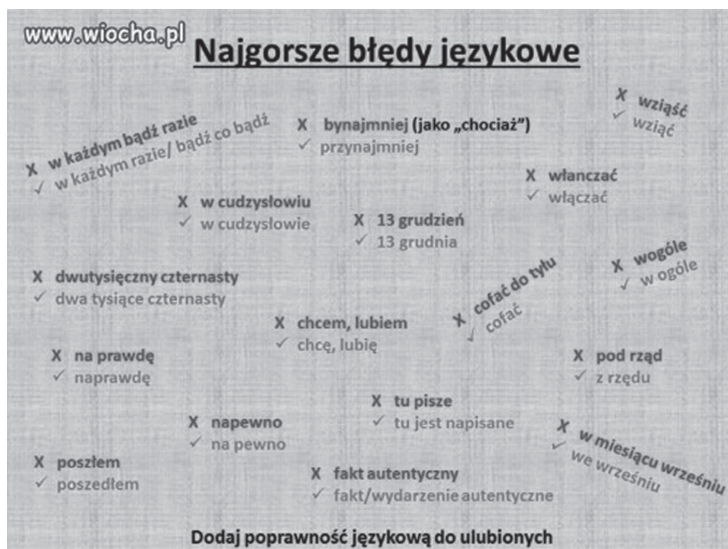 www.wiocha.pl
Najgorsze błędy językowe
X wziąść
✓ wziąć
X w każdym bądź razie
✓ w każdym razie/ bądź co bądź
X bynajmniej (jako „chociaż”)
✓ przynajmniej
X włanczać
✓ włączać
X w cudzysłowiu
✓ w cudzysłowie
X 13 grudzień
✓ 13 grudnia
X wogóle
✓ w ogóle
X dwutysięczny czternasty
✓ dwa tysiące czternasty
X cofać do tyłu
✓ cofać
X chcem, lubiem
✓ chcę, lubię
X na prawdę
✓ naprawdę
X pod rząd
✓ z rzędu
X tu pisze
✓ tu jest napisane
X napewno
✓ na pewno
X w miesiącu wrześniu
✓ we wrześniu
X poszłem
✓ poszedłem
X fakt autentyczny
✓ fakt/wydarzenie autentyczne
Dodaj poprawność językową do ulubionych